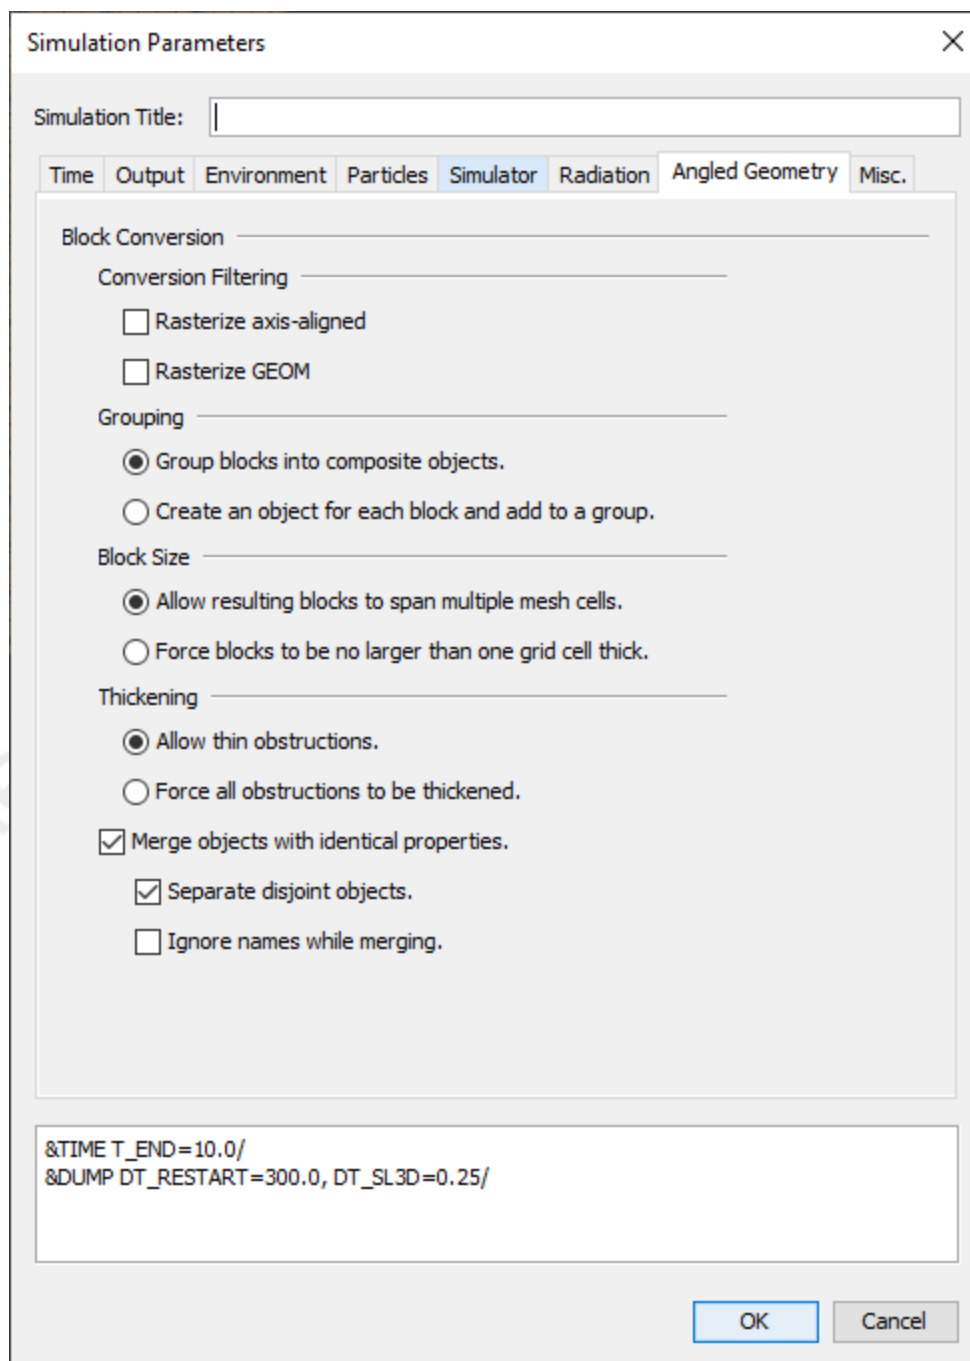 Simulation Parameters
Simulation Title:
Time Output Environment Particles Simulator Radiation Angled Geometry Misc.
Block Conversion
Conversion Filtering
Rasterize axis-aligned
Rasterize GEOM
Grouping
Group blocks into composite objects.
Create an object for each block and add to a group.
Block Size
Allow resulting blocks to span multiple mesh cells.
Force blocks to be no larger than one grid cell thick.
Thickening
Allow thin obstructions.
Force all obstructions to be thickened.
Merge objects with identical properties.
Separate disjoint objects.
Ignore names while merging.
&TIME T_END=10.0/
&DUMP DT_RESTART=300.0, DT_SL3D=0.25/
OK Cancel